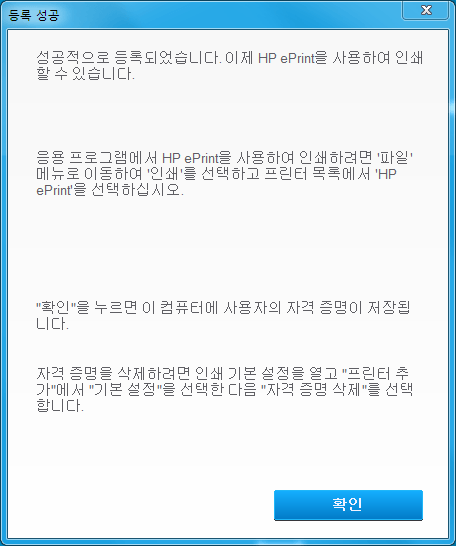 등록 성공
x
성공적으로 등록되었습니다. 이제 HP ePrint을 사용하여 인쇄
할 수 있습니다.
응용 프로그램에서 HP ePrint을 사용하여 인쇄하려면 '파일'
메뉴로 이동하여 '인쇄'를 선택하고 프린터 목록에서 'HP
ePrint'을 선택하십시오.
"확인"을 누르면 이 컴퓨터에 사용자의 자격 증명이 저장됩
니다.
자격 증명을 삭제하려면 인쇄 기본 설정을 열고 "프린터 추
가"에서 "기본 설정"을 선택한 다음 "자격 증명 삭제"를 선택
합니다.
확인